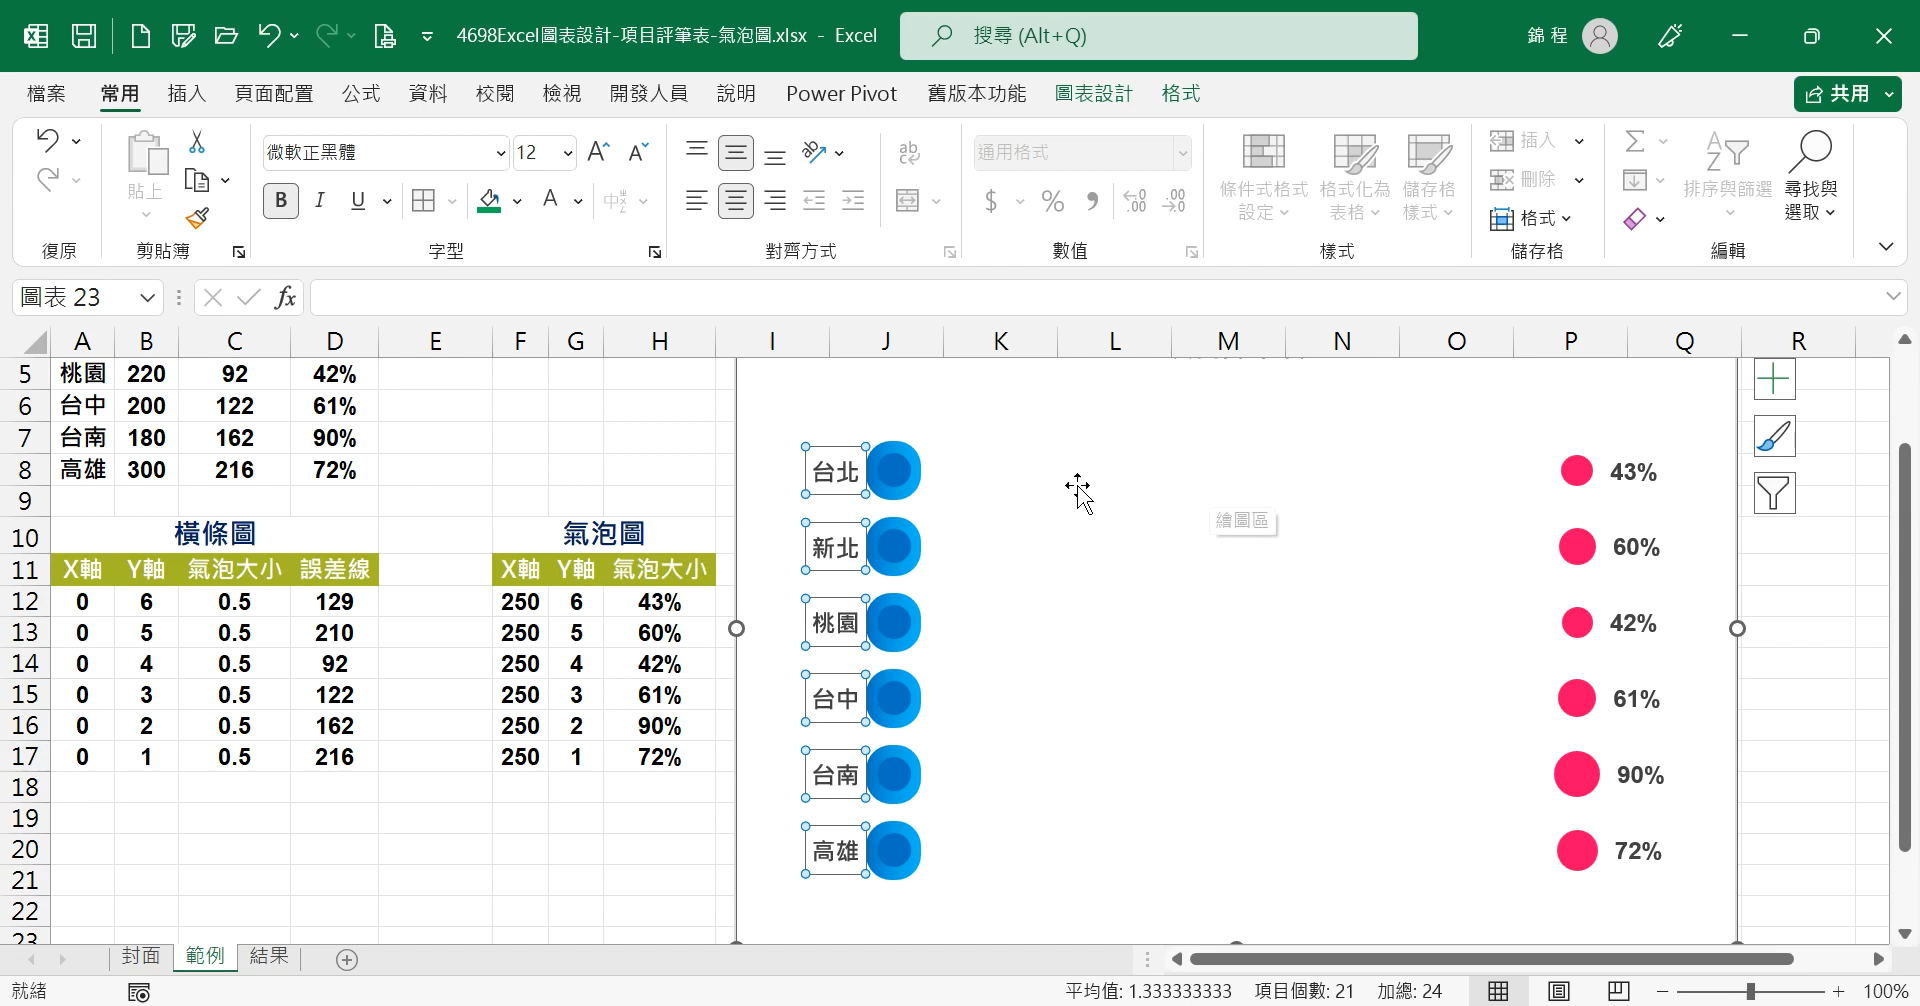 4698Excel圖表設計-項目評筆表-氣泡圖.xlsx - Excel
搜尋 (Alt+Q)
錦 程
檔案 常用 插入 頁面配置 公式 資料 校閱 檢視 開發人員 說明 Power Pivot 舊版本功能 圖表設計 格式
共用
貼上
微軟正黑體 12
B I U A
ab
通用格式
$ % 9 .00
條件式格式設定 格式化為表格 儲存格樣式
插入
刪除
格式
排序與篩選
尋找與選取
復原 剪貼簿 字型 對齊方式 數值 樣式 儲存格 編輯
圖表 23
fx
A B C D E F G H I J K L M N O P Q R
5 桃園 220 92 42%
6 台中 200 122 61%
7 台南 180 162 90%
8 高雄 300 216 72%
9
10 橫條圖 氣泡圖
11 X軸 Y軸 氣泡大小 誤差線 X軸 Y軸 氣泡大小
12 0 6 0.5 129 250 6 43%
13 0 5 0.5 210 250 5 60%
14 0 4 0.5 92 250 4 42%
15 0 3 0.5 122 250 3 61%
16 0 2 0.5 162 250 2 90%
17 0 1 0.5 216 250 1 72%
18
19
20
21
22
23
台北 43%
繪圖區
新北 60%
桃園 42%
台中 61%
台南 90%
高雄 72%
封面 範例 結果
就緒
平均值: 1.333333333 項目個數: 21 加總: 24
100%